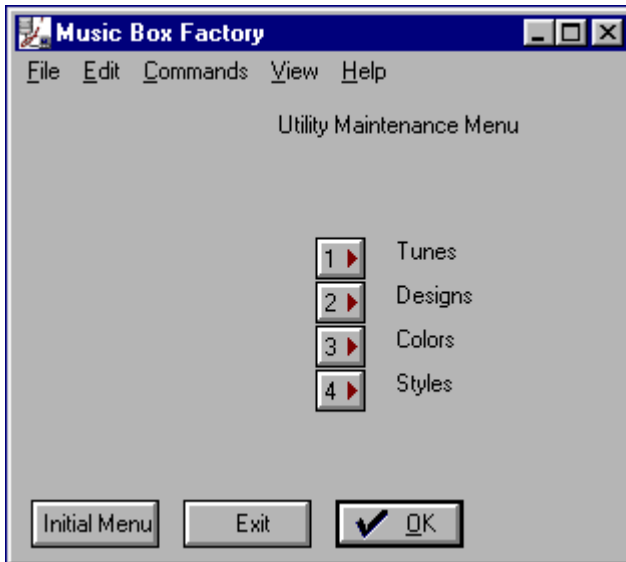 Music Box Factory
File Edit Commands View Help
Utility Maintenance Menu
1 Tunes
2 Designs
3 Colors
4 Styles
Initial Menu Exit OK